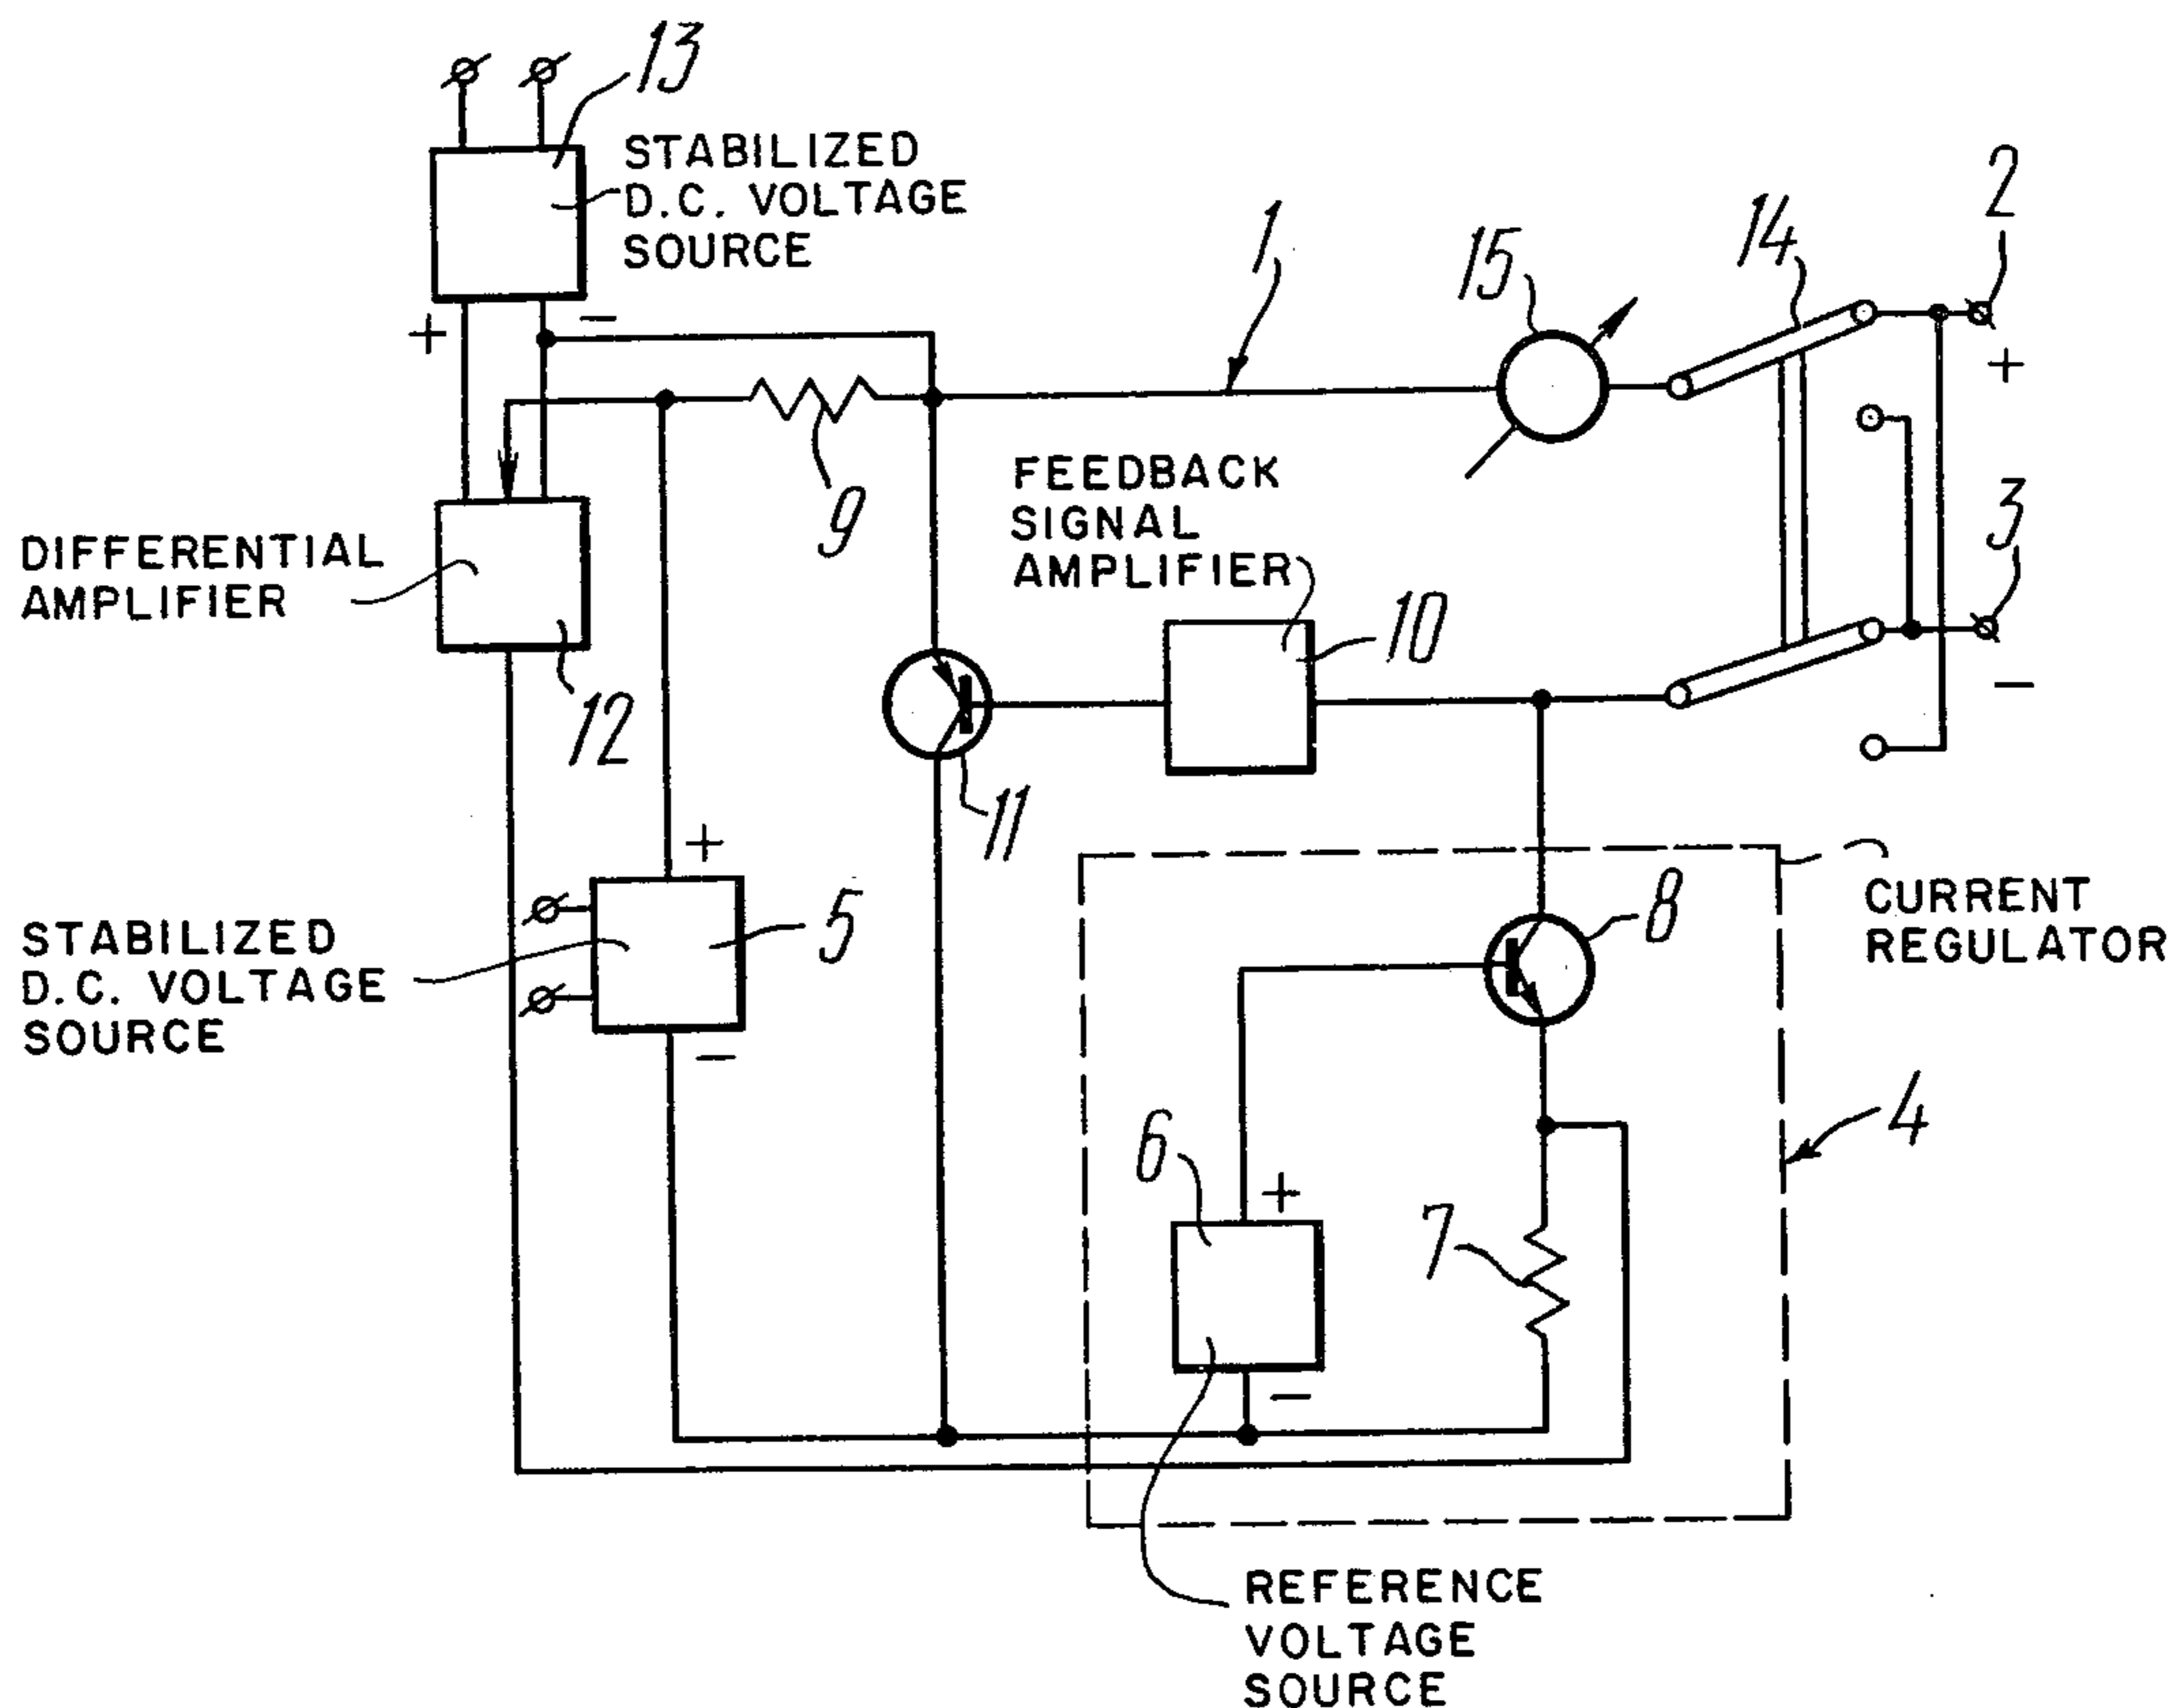 13
STABILIZED
D.C. VOLTAGE
SOURCE
+
−
1
15
14
2
+
3
−
9
FEEDBACK
SIGNAL
AMPLIFIER
10
DIFFERENTIAL
AMPLIFIER
12
11
+
5
STABILIZED
D.C. VOLTAGE
SOURCE
−
8
CURRENT
REGULATOR
4
6
+
7
−
REFERENCE
VOLTAGE
SOURCE